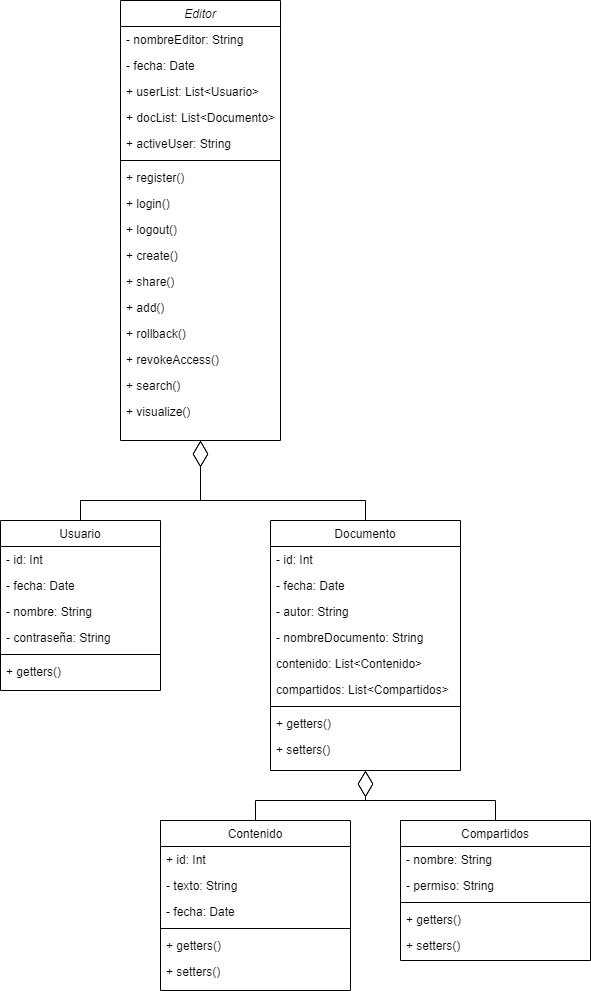 Editor
- nombreEditor: String
- fecha: Date
+ userList: List<Usuario>
+ docList: List<Documento>
+ activeUser: String
+ register()
+ login()
+ logout()
+ create()
+ share()
+ add()
+ rollback()
+ revokeAccess()
+ search()
+ visualize()
Usuario
- id: Int
- fecha: Date
- nombre: String
- contraseña: String
+ getters()
Documento
- id: Int
- fecha: Date
- autor: String
- nombreDocumento: String
contenido: List<Contenido>
compartidos: List<Compartidos>
+ getters()
+ setters()
Contenido
+ id: Int
- texto: String
- fecha: Date
+ getters()
+ setters()
Compartidos
- nombre: String
- permiso: String
+ getters()
+ setters()